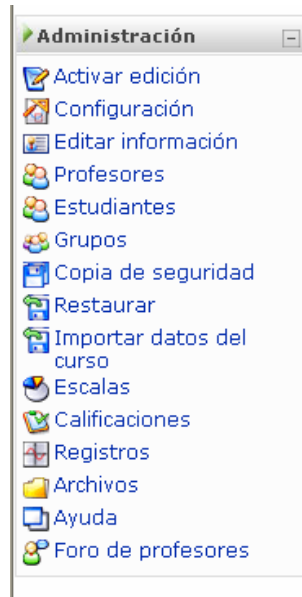 Administración
Activar edición
Configuración
Editar información
Profesores
Estudiantes
Grupos
Copia de seguridad
Restaurar
Importar datos del
curso
Escalas
Calificaciones
Registros
Archivos
Ayuda
Foro de profesores